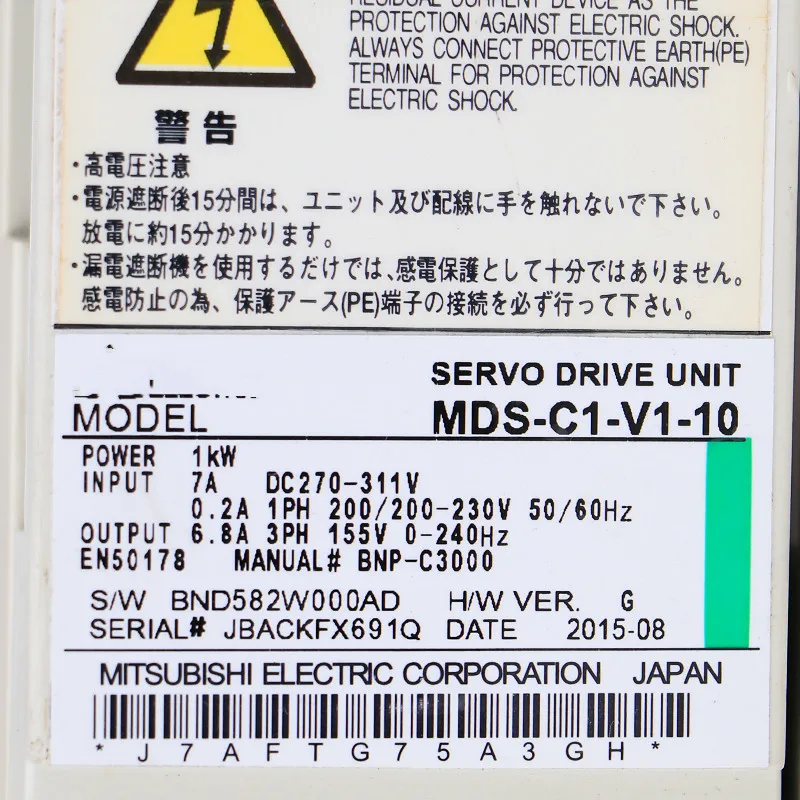 RESIDUAL CURRENT DEVICE AS THE
PROTECTION AGAINST ELECTRIC SHOCK.
ALWAYS CONNECT PROTECTIVE EARTH(PE)
TERMINAL FOR PROTECTION AGAINST
ELECTRIC SHOCK.
警告
・高電圧注意
・電源遮断後15分間は、ユニット及び配線に手を触れないで下さい。
放電に約15分かかります。
・漏電遮断機を使用するだけでは、感電保護として十分ではありません。
感電防止の為、保護アース(PE)端子の接続を必ず行って下さい。
SERVO DRIVE UNIT
MODEL MDS-C1-V1-10
POWER 1kW
INPUT 7A DC270-311V
0.2A 1PH 200/200-230V 50/60Hz
OUTPUT 6.8A 3PH 155V 0-240Hz
EN50178 MANUAL# BNP-C3000
S/W BND582W000AD H/W VER. G
SERIAL# JBACKFX691Q DATE 2015-08
MITSUBISHI ELECTRIC CORPORATION JAPAN
*J7AFTG75A3GH*